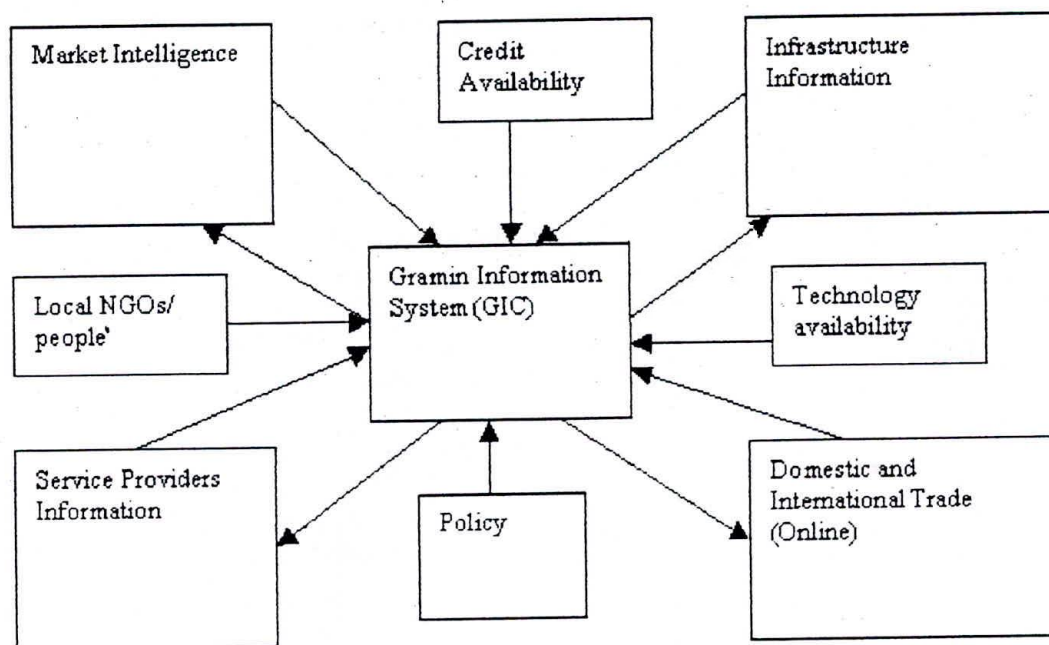 Market Intelligence
Credit
Availability
Infrastructure
Information
Gramin Information
System (GIC)
Local NGOs/
people'
Technology
availability
Service Providers
Information
Policy
Domestic and
International Trade
(Online)